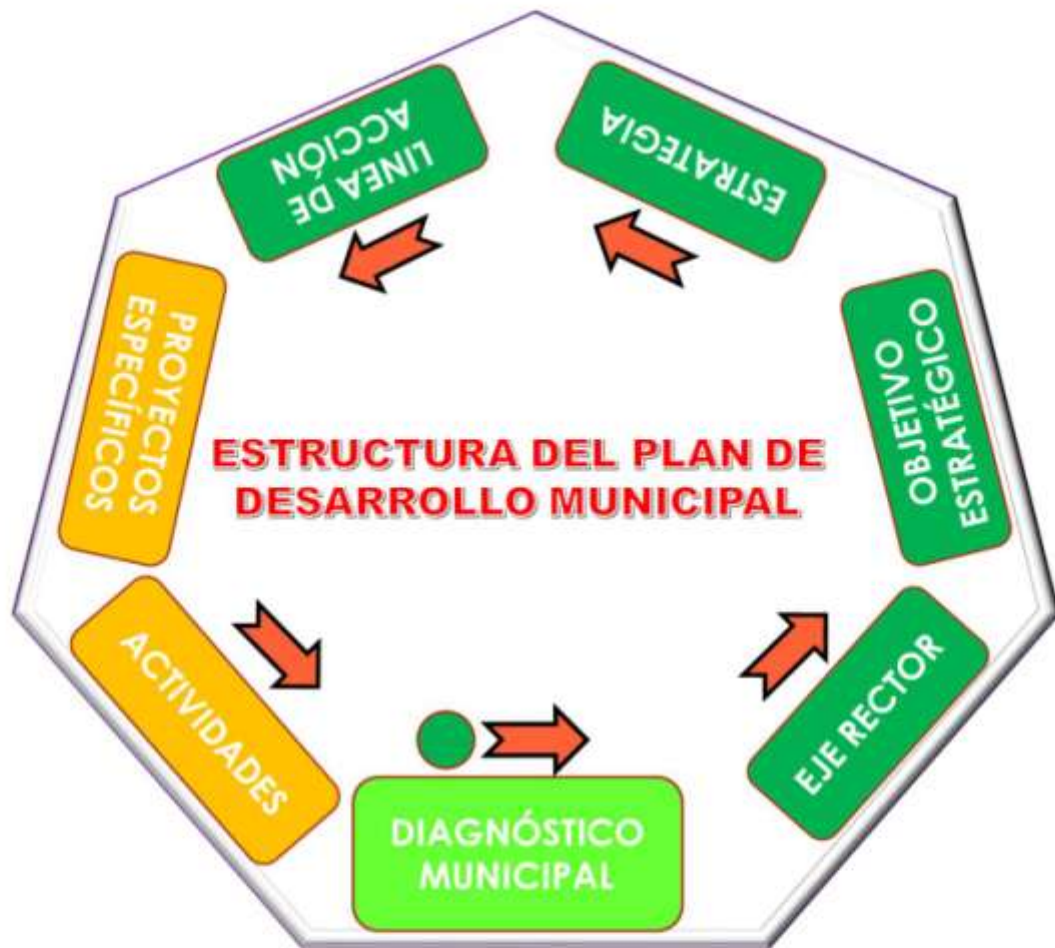 ESTRUCTURA DEL PLAN DE
DESARROLLO MUNICIPAL
DIAGNÓSTICO
MUNICIPAL
EJE RECTOR
OBJETIVO
ESTRATÉGICO
ESTRATEGIA
LINEA DE
ACCIÓN
PROYECTOS
ESPECÍFICOS
ACTIVIDADES